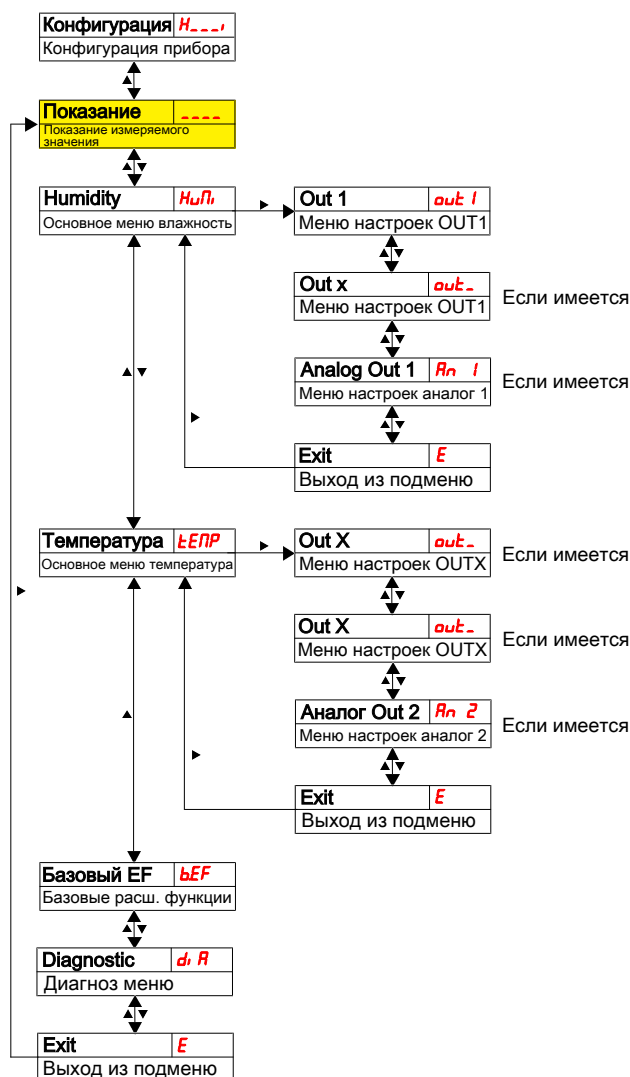 Конфигурация H___i
Конфигурация прибора
Показание ____
Показание измеряемого
значения
Humidity HuMi
Основное меню влажность
Out 1 out 1
Меню настроек OUT1
Out x out_
Меню настроек OUT1
Если имеется
Analog Out 1 An 1
Меню настроек аналог 1
Если имеется
Exit E
Выход из подменю
Температура tEMP
Основное меню температура
Out X out_
Меню настроек OUTX
Если имеется
Out X out_
Меню настроек OUTX
Если имеется
Аналог Out 2 An 2
Меню настроек аналог 2
Если имеется
Exit E
Выход из подменю
Базовый EF bEF
Базовые расш. функции
Diagnostic di A
Диагноз меню
Exit E
Выход из подменю